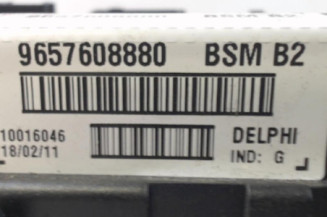 9657608880 BSM B2
10016046 DELPHI
18/02/11 IND: G